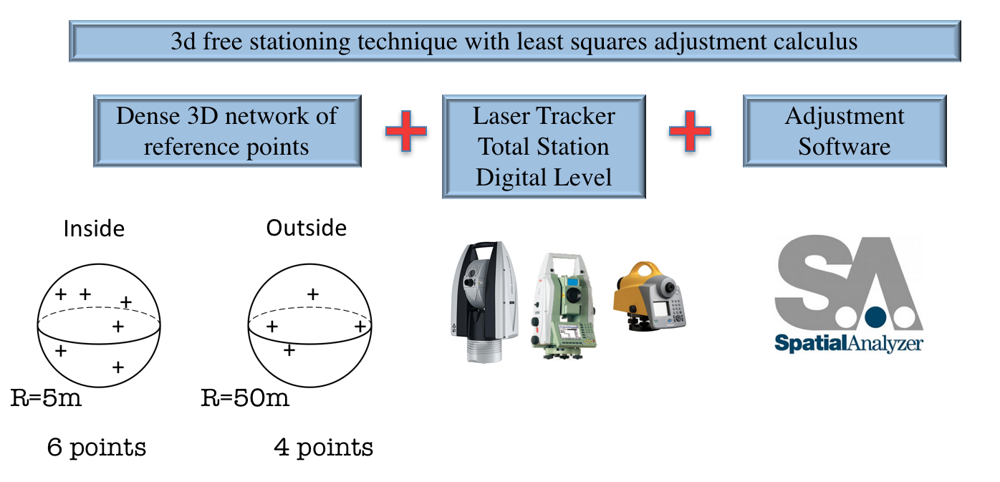 3d free stationing technique with least squares adjustment calculus
Dense 3D network of
reference points
Laser Tracker
Total Station
Digital Level
Adjustment
Software
Inside
Outside
R=5m
R=50m
6 points
4 points
SA
SpatialAnalyzer